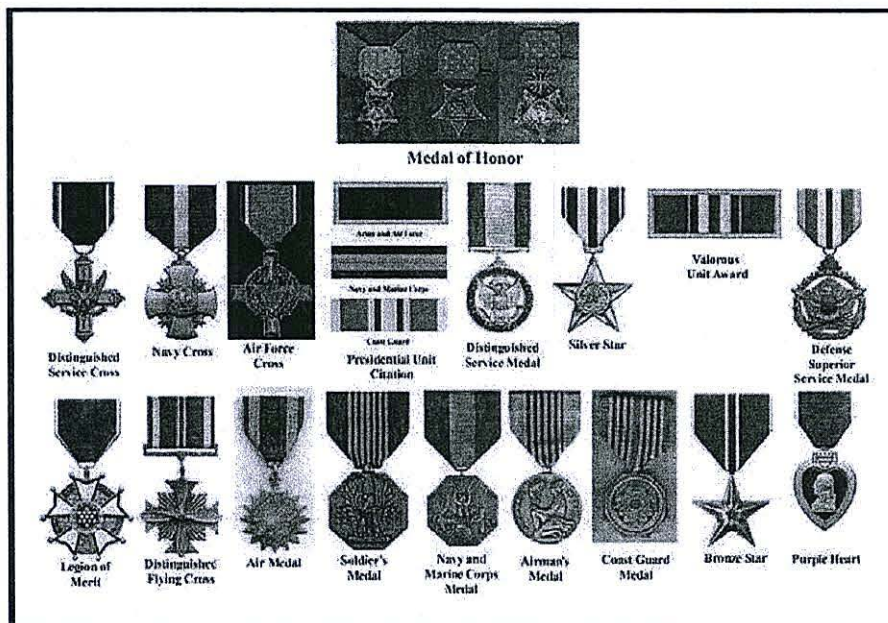 Medal of Honor
Army and Air Force
Navy and Marine Corps
Coast Guard
Distinguished
Service Cross
Navy Cross
Air Force
Cross
Presidential Unit
Citation
Distinguished
Service Medal
Silver Star
Valorous
Unit Award
Defense
Superior
Service Medal
Legion of
Merit
Distinguished
Flying Cross
Air Medal
Soldier's
Medal
Navy and
Marine Corps
Medal
Airman's
Medal
Coast Guard
Medal
Bronze Star
Purple Heart